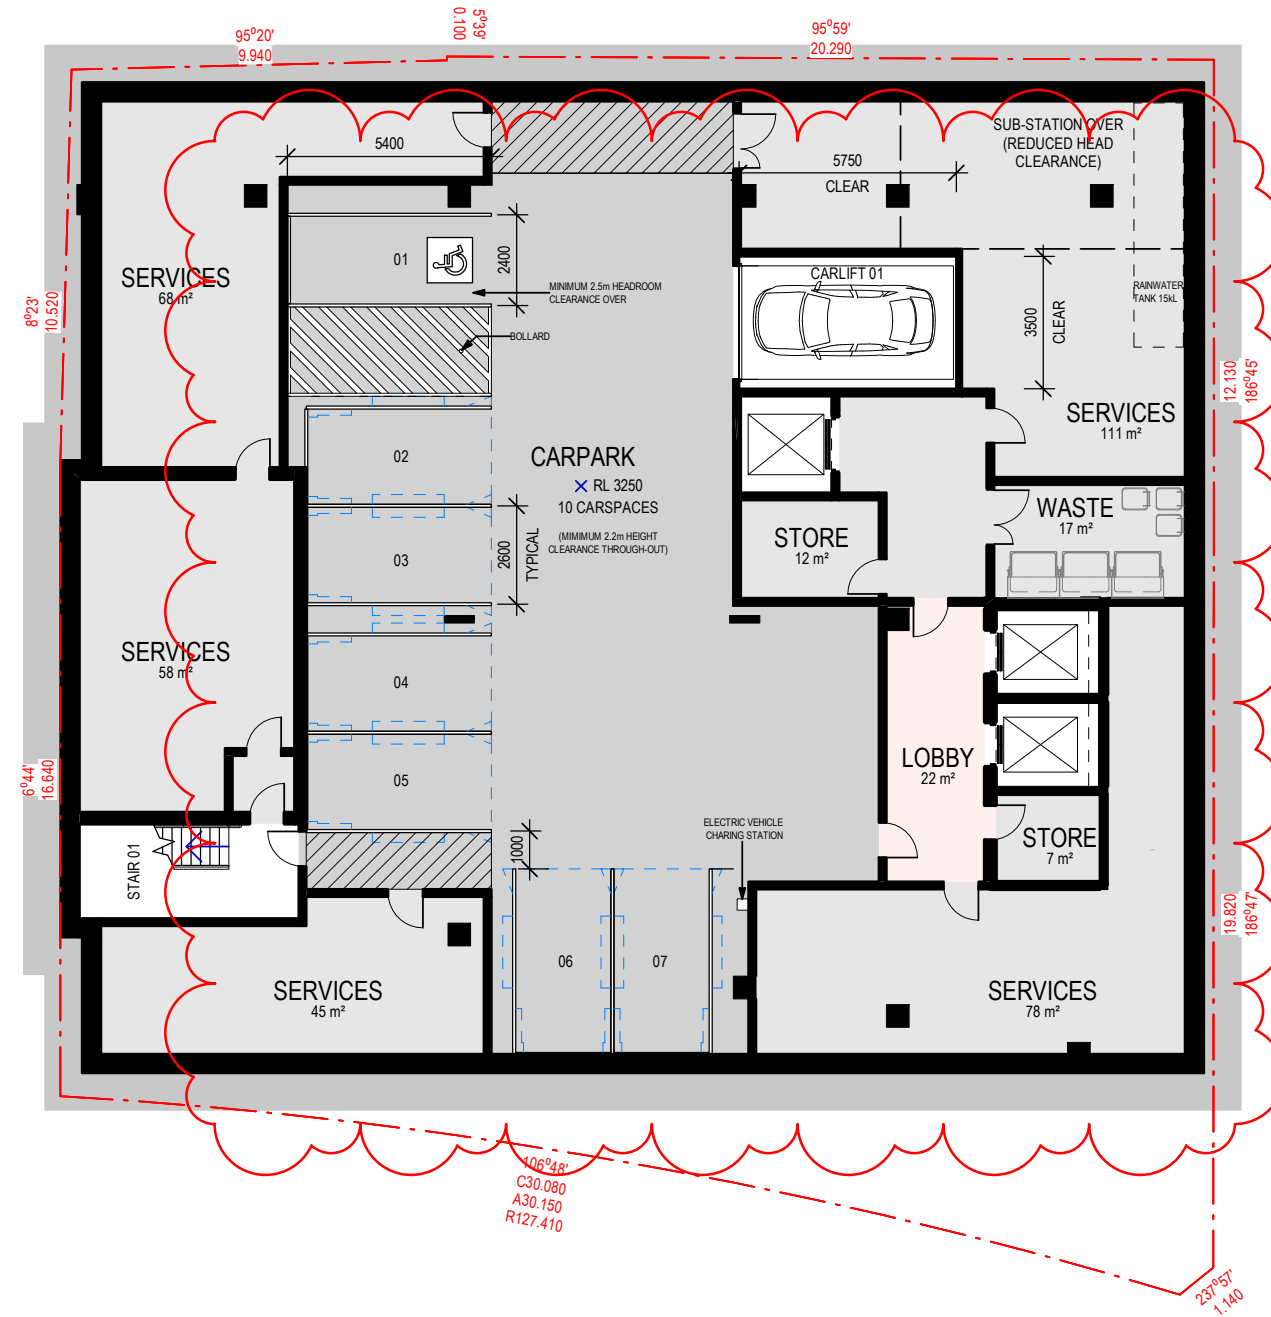 95°20'
9.940
5°39'
0.100
95°59'
20.290
5400
SUB-STATION OVER
(REDUCED HEAD
CLEARANCE)
5750
CLEAR
01
2400
SERVICES
68 m²
MINIMUM 2.5m HEADROOM
CLEARANCE OVER
CARLIFT 01
RAINWATER
TANK 15kL
8°23'
10.520
BOLLARD
3500
CLEAR
12.130
186°45'
SERVICES
111 m²
02
CARPARK
RL 3250
10 CARSPACES
(MIMIMUM 2.2m HEIGHT
CLEARANCE THROUGH-OUT)
WASTE
17 m²
03
2600
TYPICAL
STORE
12 m²
SERVICES
58 m²
04
6°44'
16.640
05
LOBBY
22 m²
ELECTRIC VEHICLE
CHARING STATION
STAIR 01
1000
STORE
7 m²
19.820
186°47'
06
07
SERVICES
45 m²
SERVICES
78 m²
106°48'
C30.080
A30.150
R127.410
237°57'
1.140